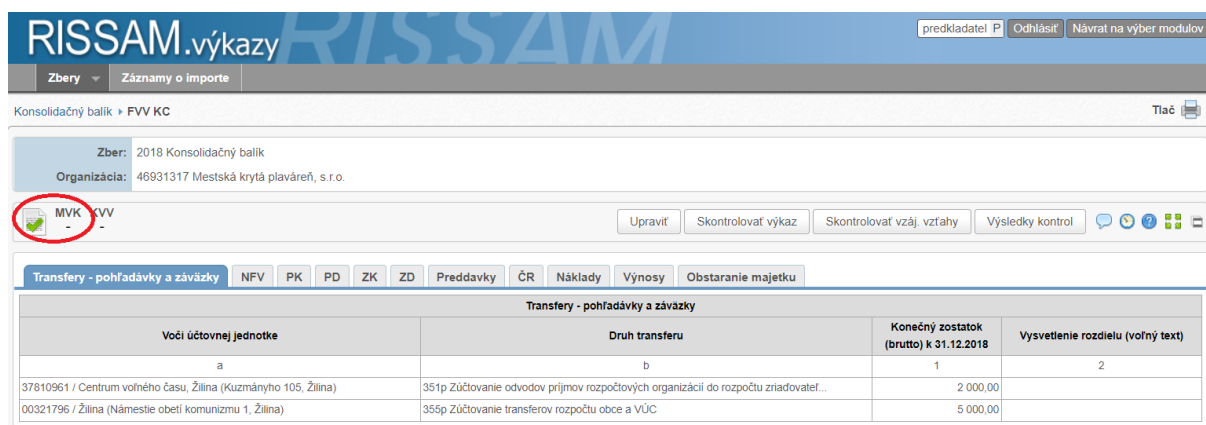 RISSAM.výkazy RISSAM predkladatel P Odhlásiť Návrat na výber modulov
Zbery Záznamy o importe
Konsolidačný balík FVV KC Tlač
Zber: 2018 Konsolidačný balík
Organizácia: 46931317 Mestská krytá plaváreň, s.r.o.
MVK KVV
- -
Upraviť Skontrolovať výkaz Skontrolovať vzáj. vzťahy Výsledky kontrol
Transfery - pohľadávky a záväzky NFV PK PD ZK ZD Preddavky ČR Náklady Výnosy Obstaranie majetku
Transfery - pohľadávky a záväzky
Voči účtovnej jednotke Druh transferu Konečný zostatok (brutto) k 31.12.2018 Vysvetlenie rozdielu (voľný text)
a b 1 2
37810961 / Centrum voľného času, Žilina (Kuzmányho 105, Žilina) 351p Zúčtovanie odvodov príjmov rozpočtových organizácií do rozpočtu zriaďovateľ... 2 000,00
00321796 / Žilina (Námestie obetí komunizmu 1, Žilina) 355p Zúčtovanie transferov rozpočtu obce a VÚC 5 000,00